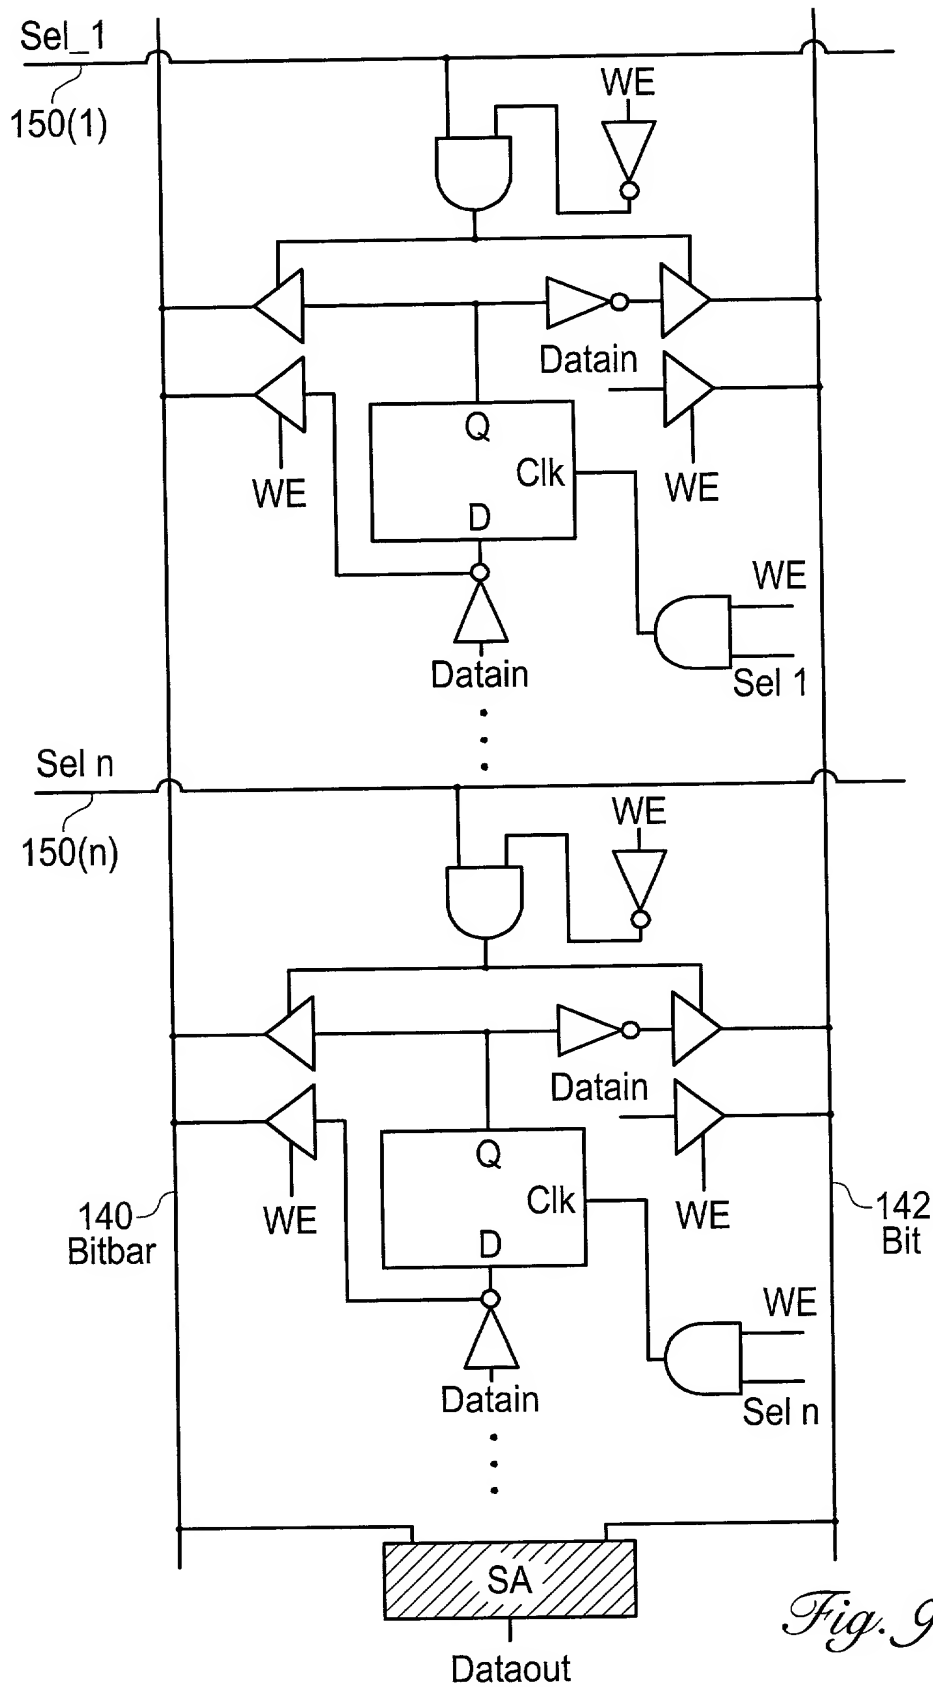 Sel_1
150(1)
WE
Datain
Q
Clk
WE
WE
D
WE
Datain
Sel 1
Sel n
150(n)
WE
Datain
Q
Clk
WE
WE
D
140
Bitbar
142
Bit
WE
Datain
Sel n
SA
Dataout
Fig. 9